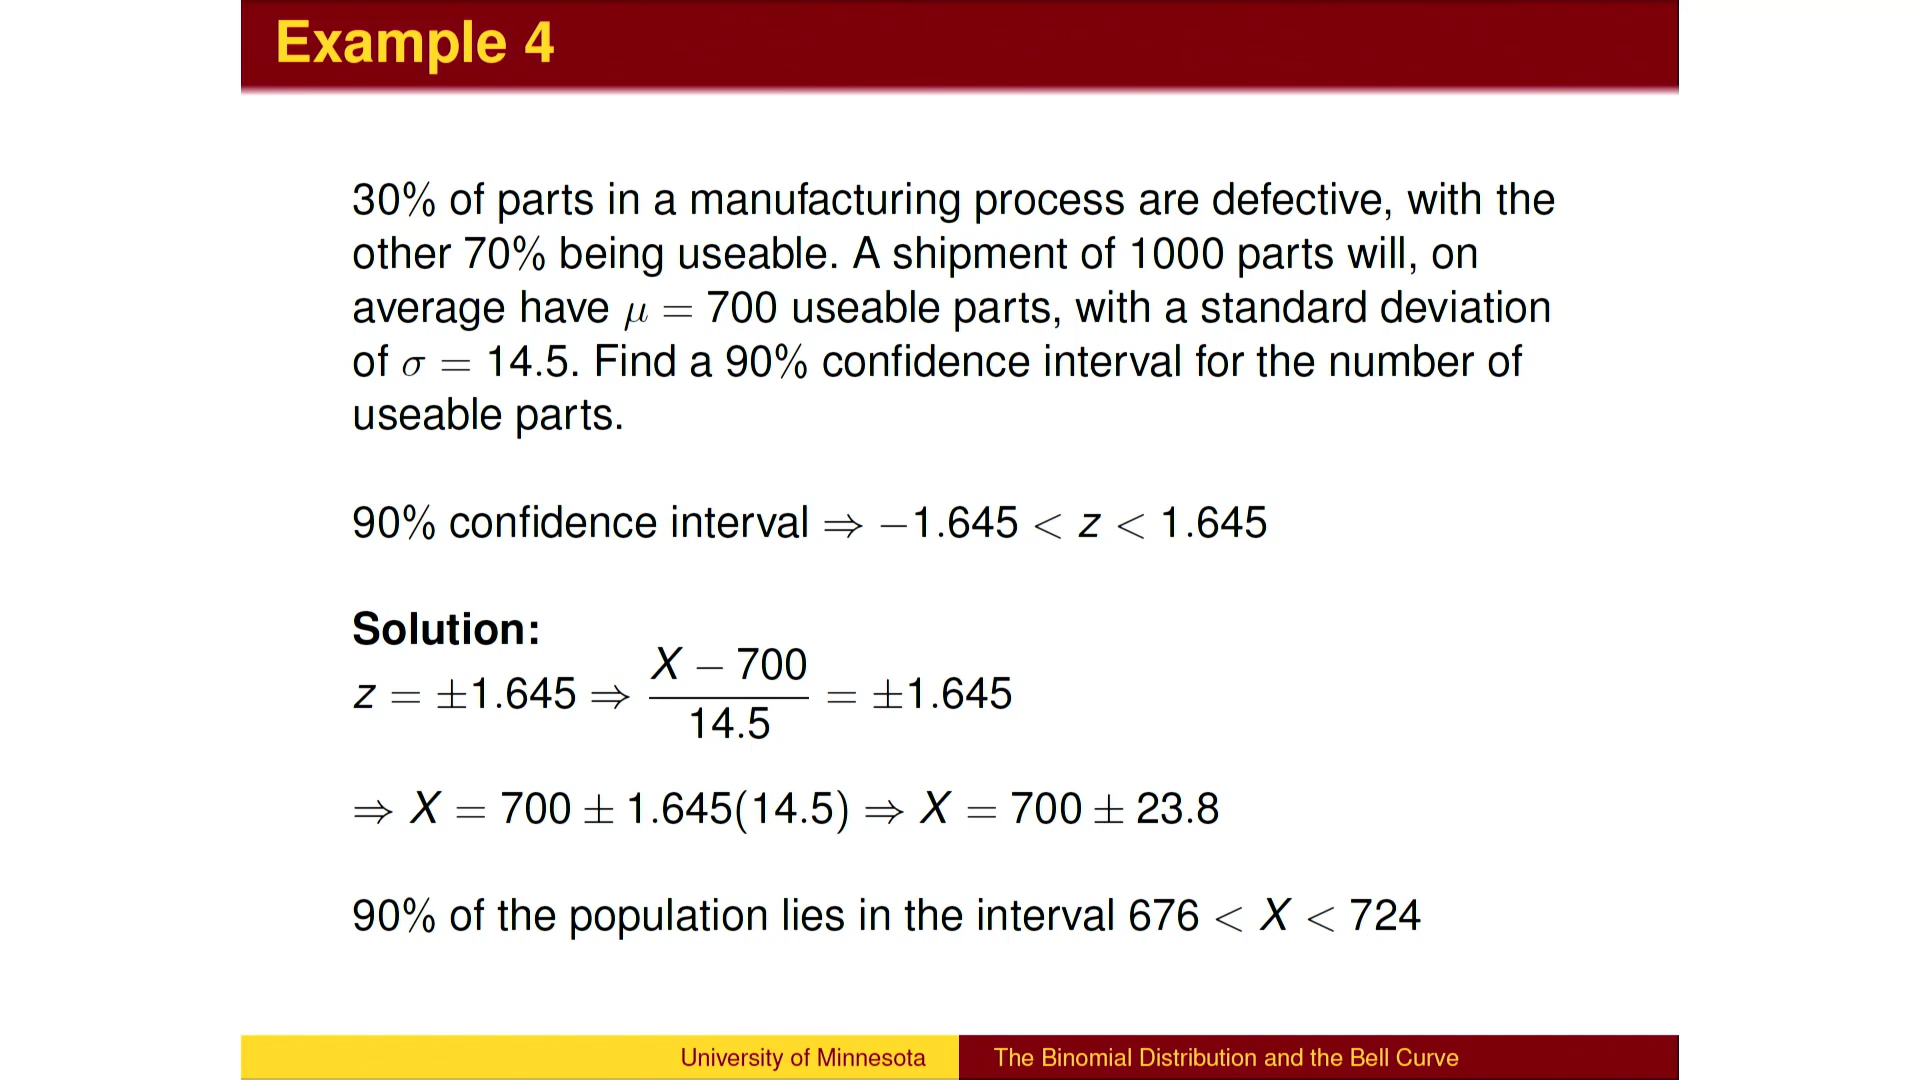 Example 4
30% of parts in a manufacturing process are defective, with the
other 70% being useable. A shipment of 1000 parts will, on
average have μ = 700 useable parts, with a standard deviation
of σ = 14.5. Find a 90% confidence interval for the number of
useable parts.
90% confidence interval ⇒ −1.645 < z < 1.645
Solution:
z = ±1.645 ⇒ (X − 700)/14.5 = ±1.645
⇒ X = 700 ± 1.645(14.5) ⇒ X = 700 ± 23.8
90% of the population lies in the interval 676 < X < 724
University of Minnesota The Binomial Distribution and the Bell Curve